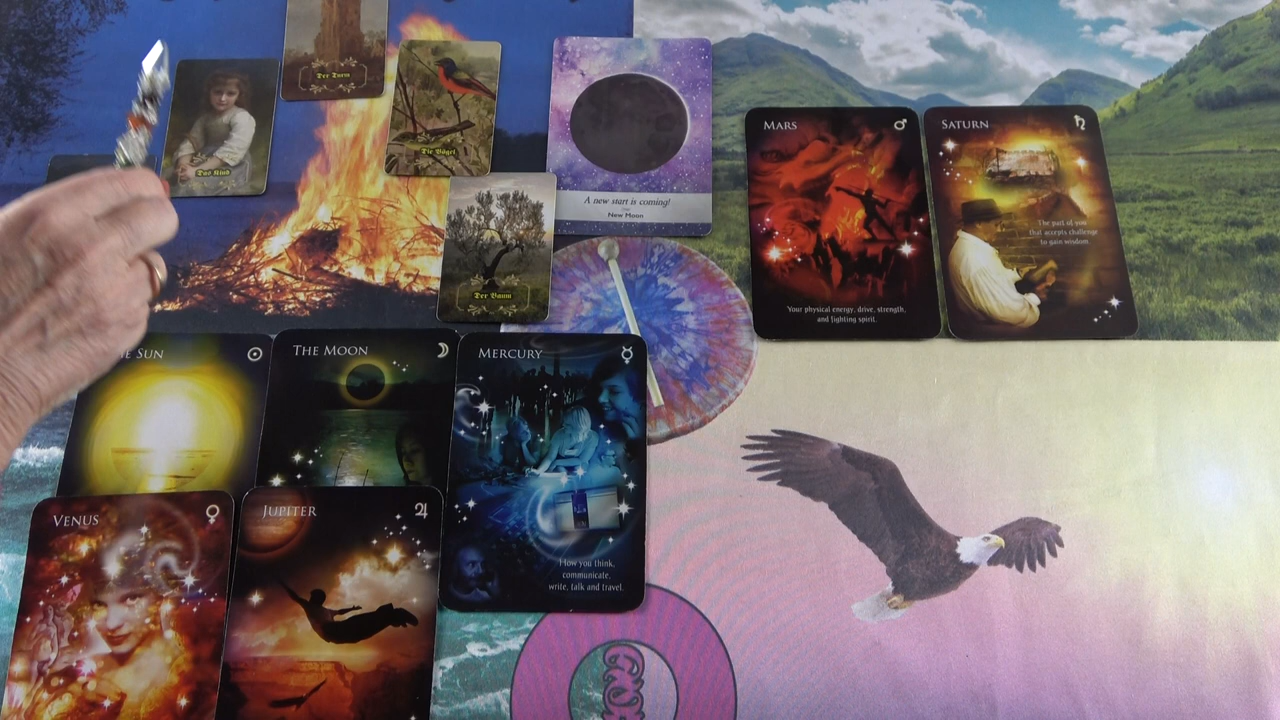 Der Turm
Das Kind
Die Vögel
Der Baum
A new start is coming!
New Moon
MARS
Your physical energy, drive, strength,
and fighting spirit.
SATURN
The part of you
that accepts challenge
to gain wisdom.
THE SUN
THE MOON
MERCURY
How you think,
communicate,
write, talk and travel.
VENUS
JUPITER